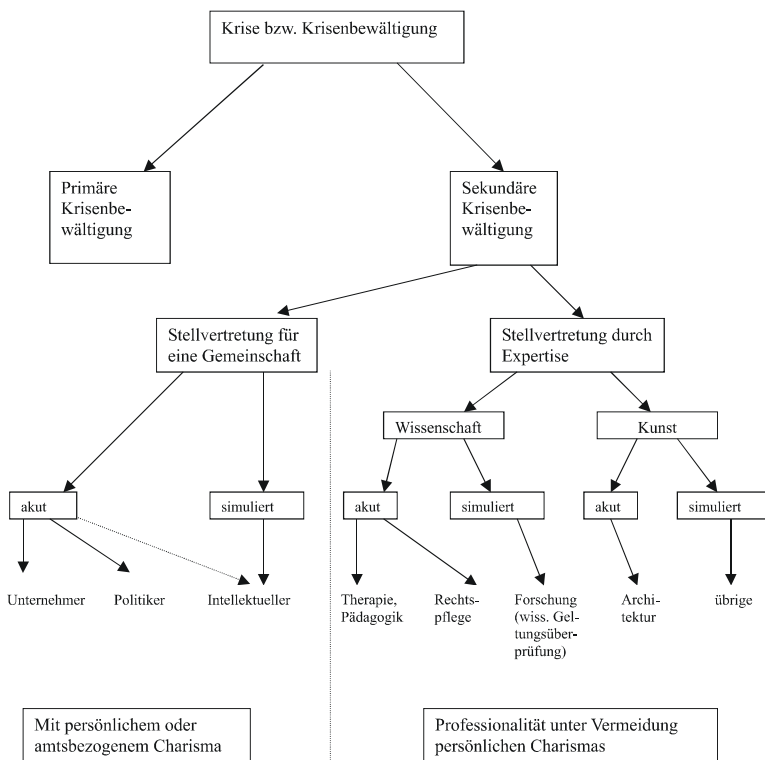 Krise bzw. Krisenbewältigung
Primäre
Krisenbe-
wältigung
Sekundäre
Krisenbe-
wältigung
Stellvertretung für
eine Gemeinschaft
Stellvertretung durch
Expertise
Wissenschaft
Kunst
akut
simuliert
akut
simuliert
akut
simuliert
Unternehmer
Politiker
Intellektueller
Therapie,
Pädagogik
Rechts-
pflege
Forschung
(wiss. Gel-
tungsüber-
prüfung)
Archi-
tektur
übrige
Mit persönlichem oder
amtsbezogenem Charisma
Professionalität unter Vermeidung
persönlichen Charismas